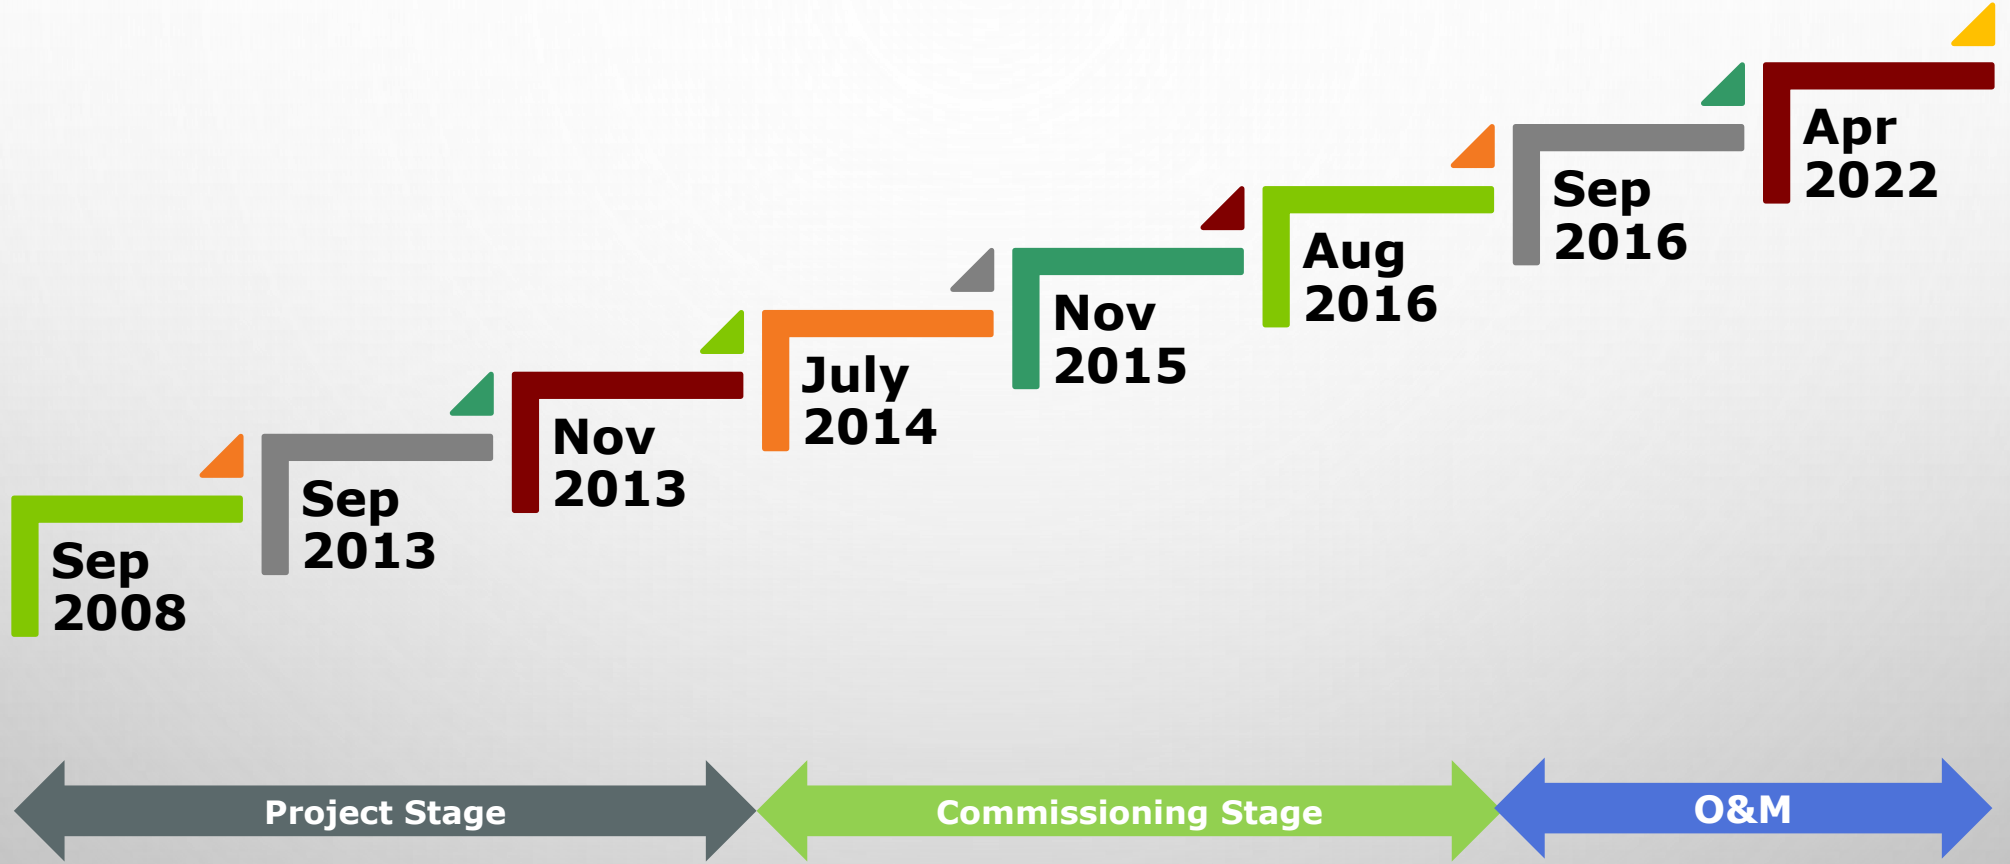 Sep
2008
Sep
2013
Nov
2013
July
2014
Nov
2015
Aug
2016
Sep
2016
Apr
2022
Project Stage
Commissioning Stage
O&M